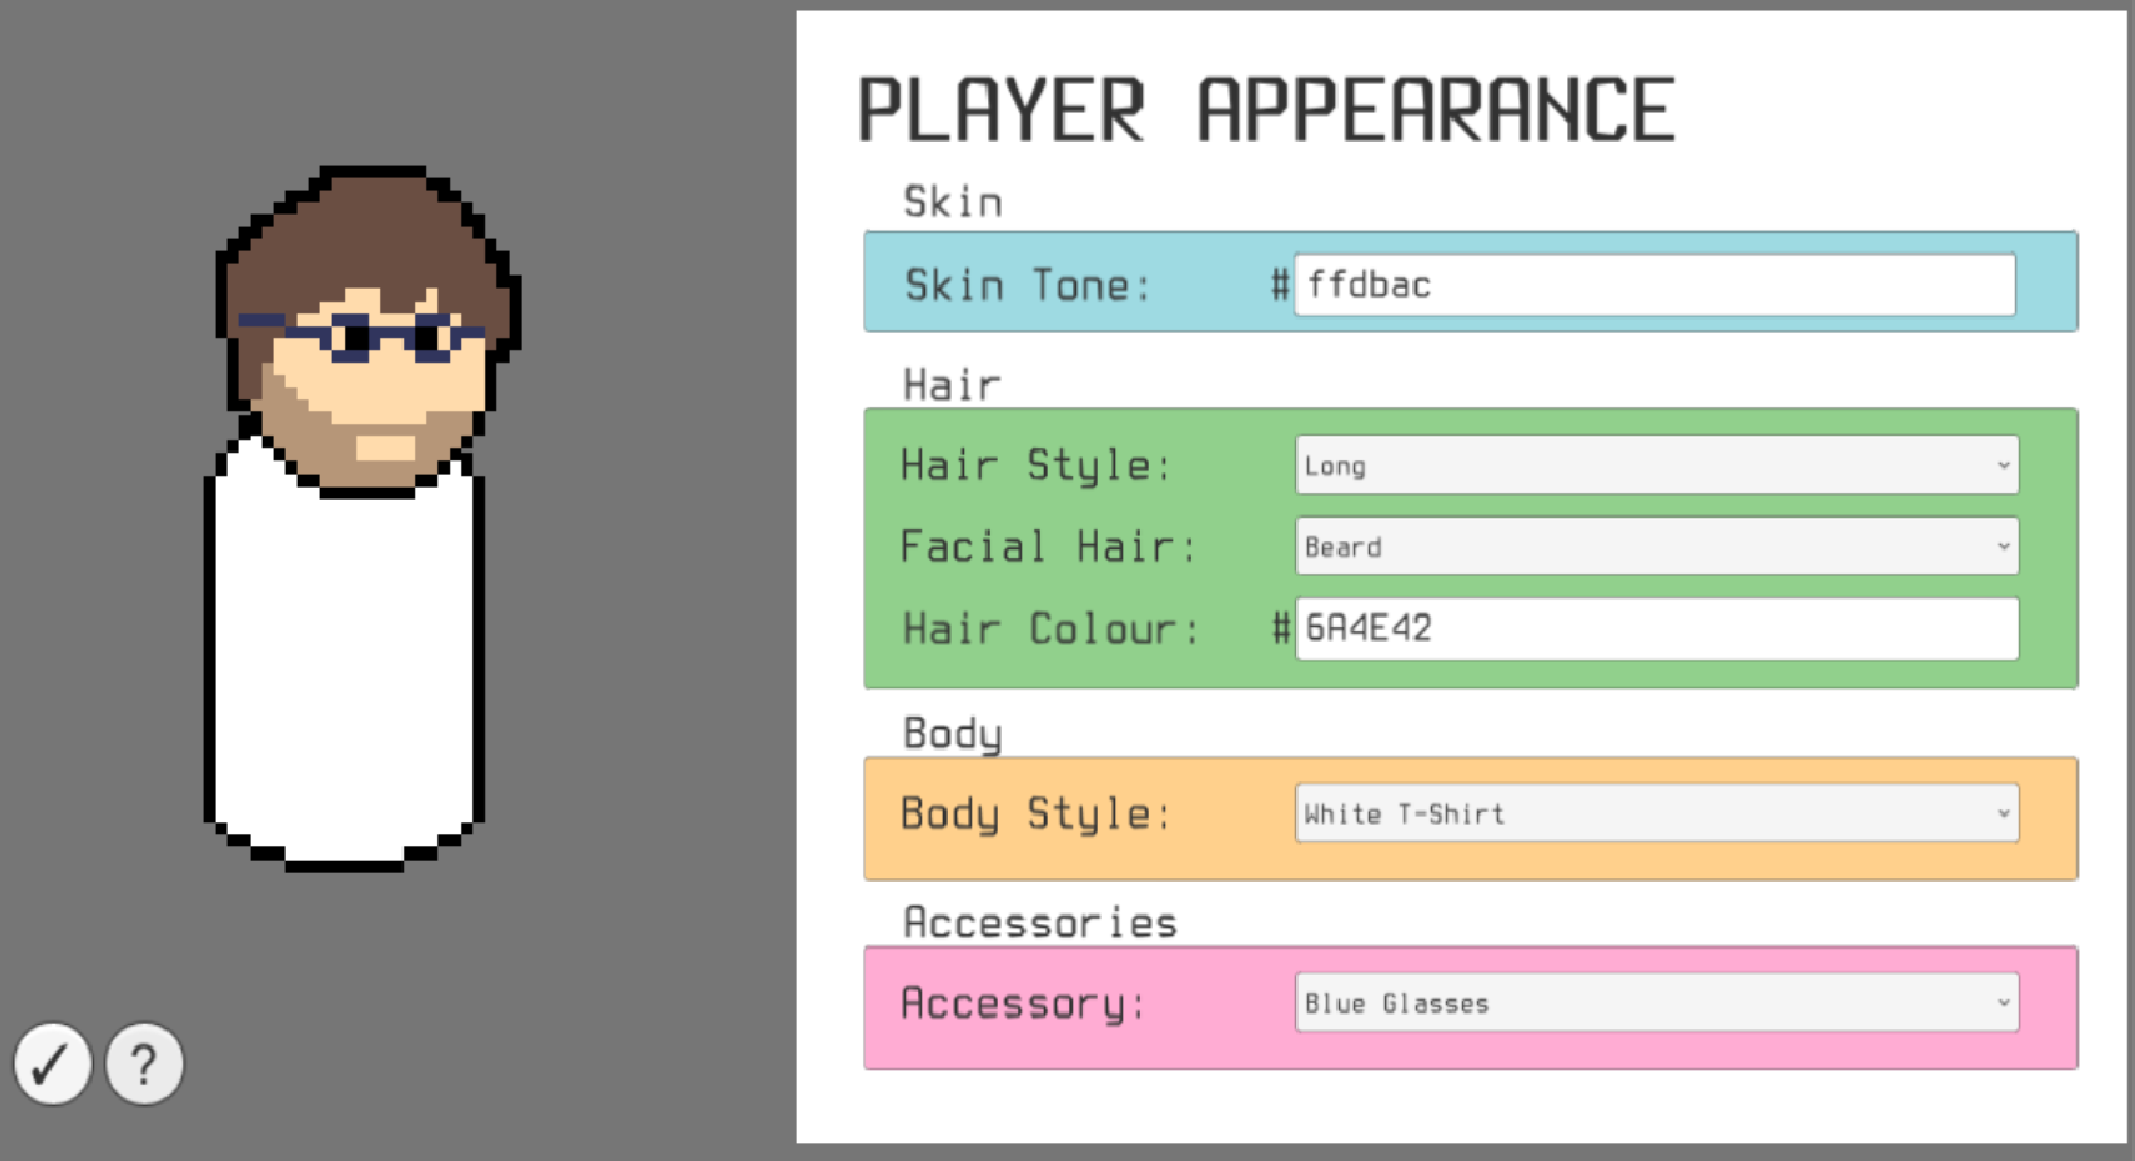 PLAYER APPEARANCE
Skin
Skin Tone: # ffdbac
Hair
Hair Style: Long
Facial Hair: Beard
Hair Colour: # 6A4E42
Body
Body Style: White T-Shirt
Accessories
Accessory: Blue Glasses
✓ ?